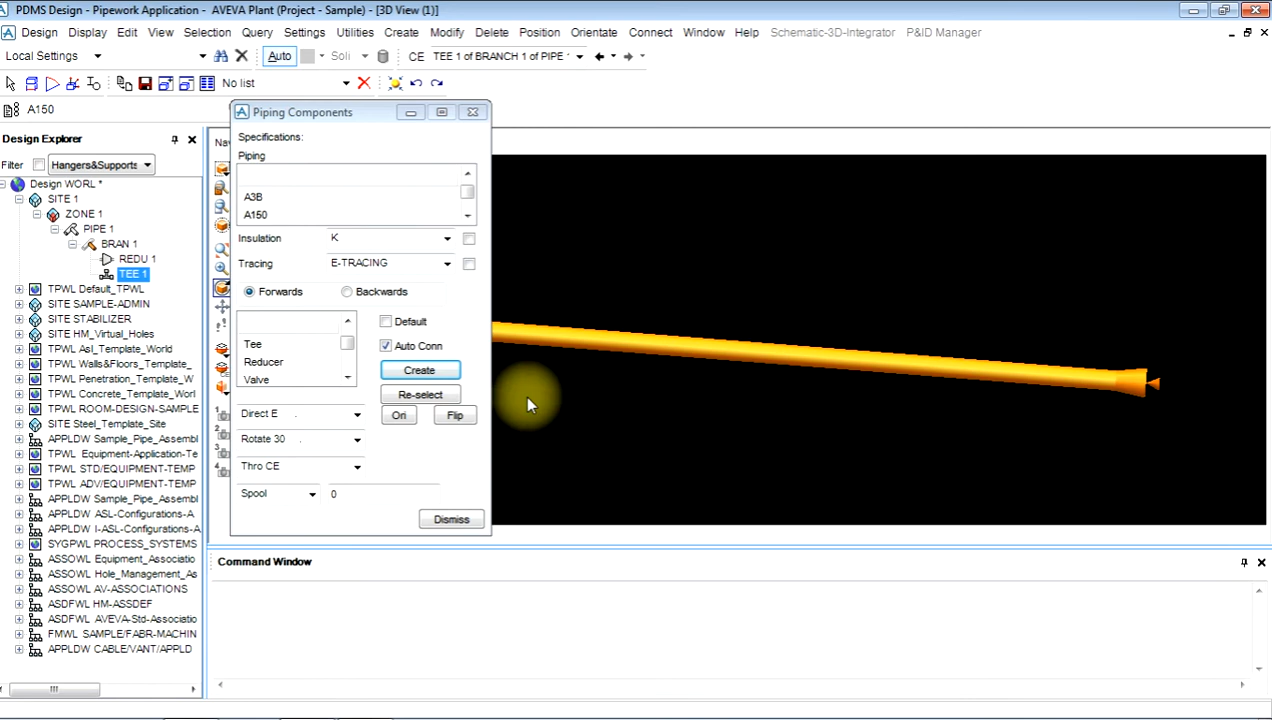 PDMS Design - Pipework Application - AVEVA Plant (Project - Sample) - [3D View (1)]
Design Display Edit View Selection Query Settings Utilities Create Modify Delete Position Orientate Connect Window Help Schematic-3D-Integrator P&ID Manager
Local Settings Auto Soli CE TEE 1 of BRANCH 1 of PIPE
No list
A150
Design Explorer
Filter Hangers&Supports
Design WORL *
SITE 1
ZONE 1
PIPE 1
BRAN 1
REDU 1
TEE 1
TPWL Default_TPWL
SITE SAMPLE-ADMIN
SITE STABILIZER
SITE HM_Virtual_Holes
TPWL Asl_Template_World
TPWL Walls&Floors_Template_
TPWL Penetration_Template_W
TPWL Concrete_Template_Worl
TPWL ROOM-DESIGN-SAMPLE
SITE Steel_Template_Site
APPLDW Sample_Pipe_Assembl
TPWL Equipment-Application-Te
TPWL STD/EQUIPMENT-TEMP
TPWL ADV/EQUIPMENT-TEMP
APPLDW Sample_Pipe_Assembl
APPLDW ASL-Configurations-A
APPLDW I-ASL-Configurations-A
SYGPWL PROCESS_SYSTEMS
ASSOWL Equipment_Associatio
ASSOWL Hole_Management_As
ASSOWL AV-ASSOCIATIONS
ASDFWL HM-ASSDEF
ASDFWL AVEVA-Std-Associatio
FMWL SAMPLE/FABR-MACHIN
APPLDW CABLE/VANT/APPLD
Nav
1
2
3
4
Piping Components
Specifications:
Piping
A3B
A150
Insulation K
Tracing E-TRACING
Forwards Backwards
Default
Tee
Auto Conn
Reducer
Create
Valve
Re-select
Direct E
Ori Flip
Rotate 30
Thro CE
Spool 0
Dismiss
Command Window